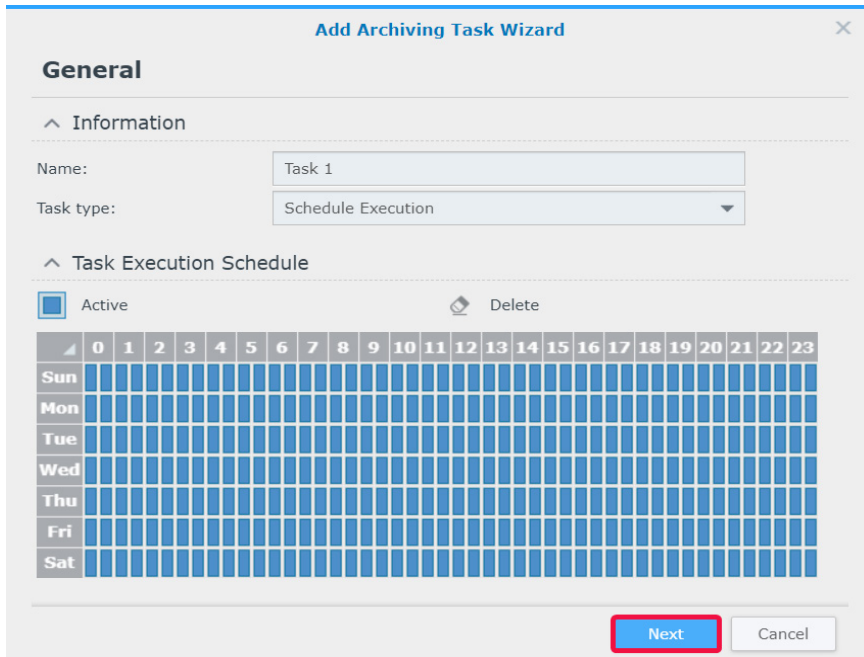 Add Archiving Task Wizard
General
Information
Name: Task 1
Task type: Schedule Execution
Task Execution Schedule
Active Delete
0 1 2 3 4 5 6 7 8 9 10 11 12 13 14 15 16 17 18 19 20 21 22 23
Sun
Mon
Tue
Wed
Thu
Fri
Sat
Next Cancel